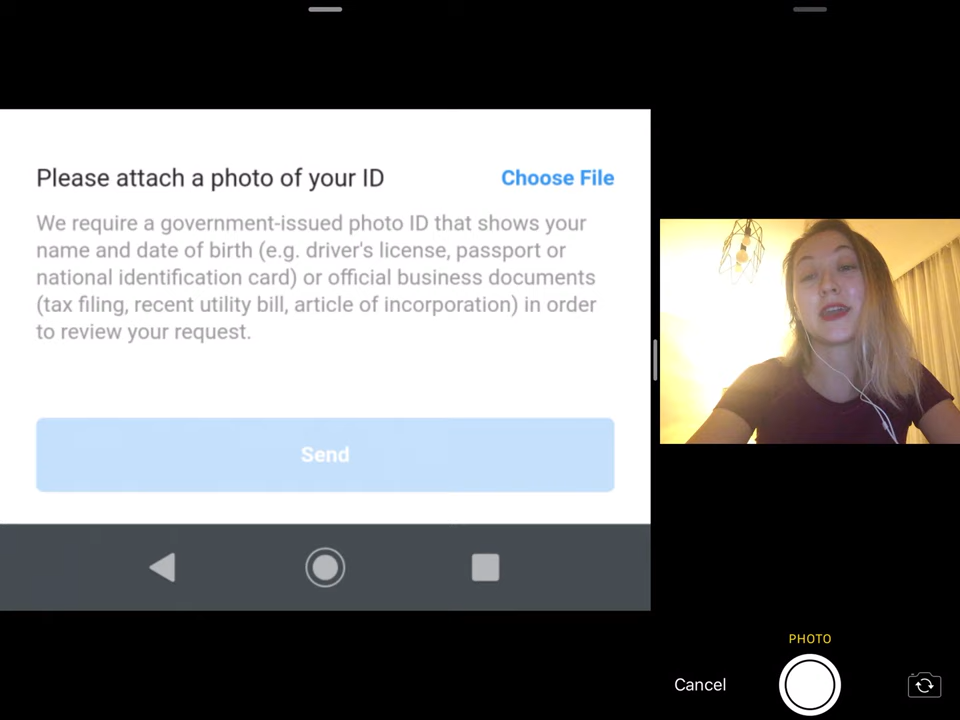 Please attach a photo of your ID
Choose File
We require a government-issued photo ID that shows your
name and date of birth (e.g. driver's license, passport or
national identification card) or official business documents
(tax filing, recent utility bill, article of incorporation) in order
to review your request.
Send
PHOTO
Cancel